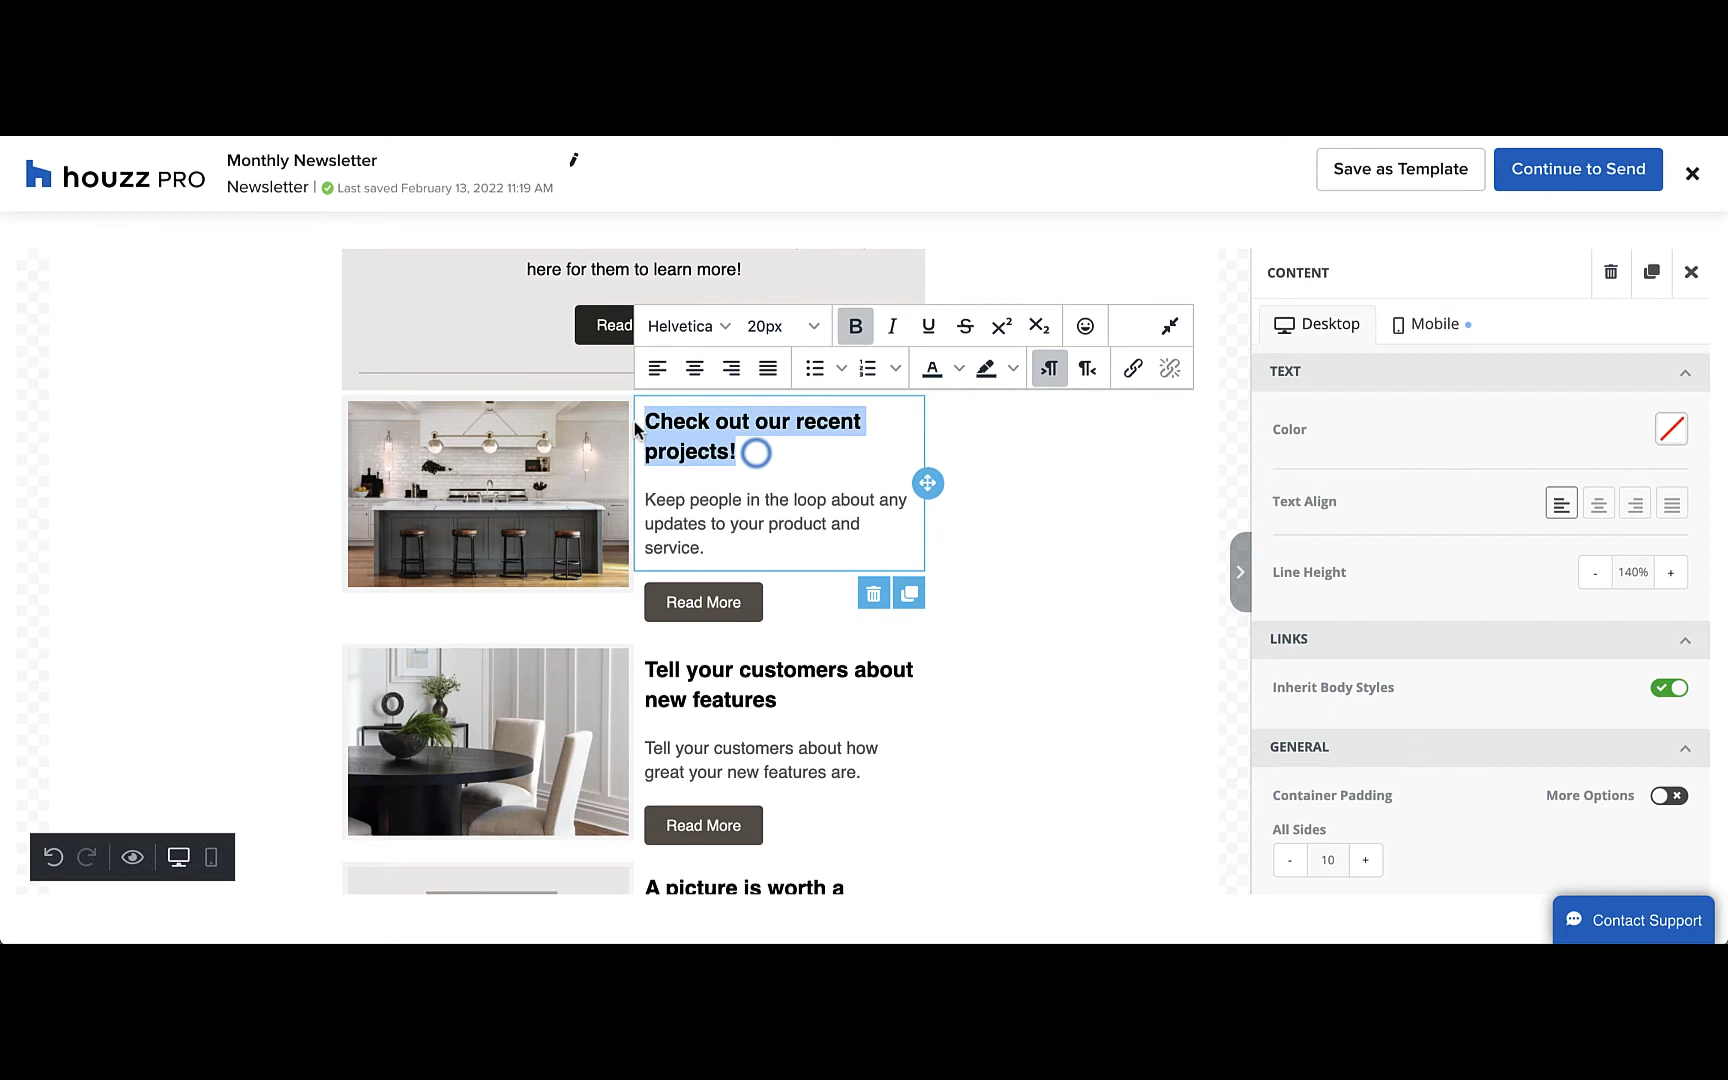 houzz PRO
Monthly Newsletter
Newsletter | Last saved February 13, 2022 11:19 AM
Save as Template
Continue to Send
here for them to learn more!
Read
Helvetica
20px
B I U S X² X₂
A
Check out our recent
projects!
Keep people in the loop about any
updates to your product and
service.
Read More
Tell your customers about
new features
Tell your customers about how
great your new features are.
Read More
A picture is worth a
CONTENT
Desktop
Mobile
TEXT
Color
Text Align
Line Height
- 140% +
LINKS
Inherit Body Styles
GENERAL
Container Padding
More Options
All Sides
- 10 +
Contact Support